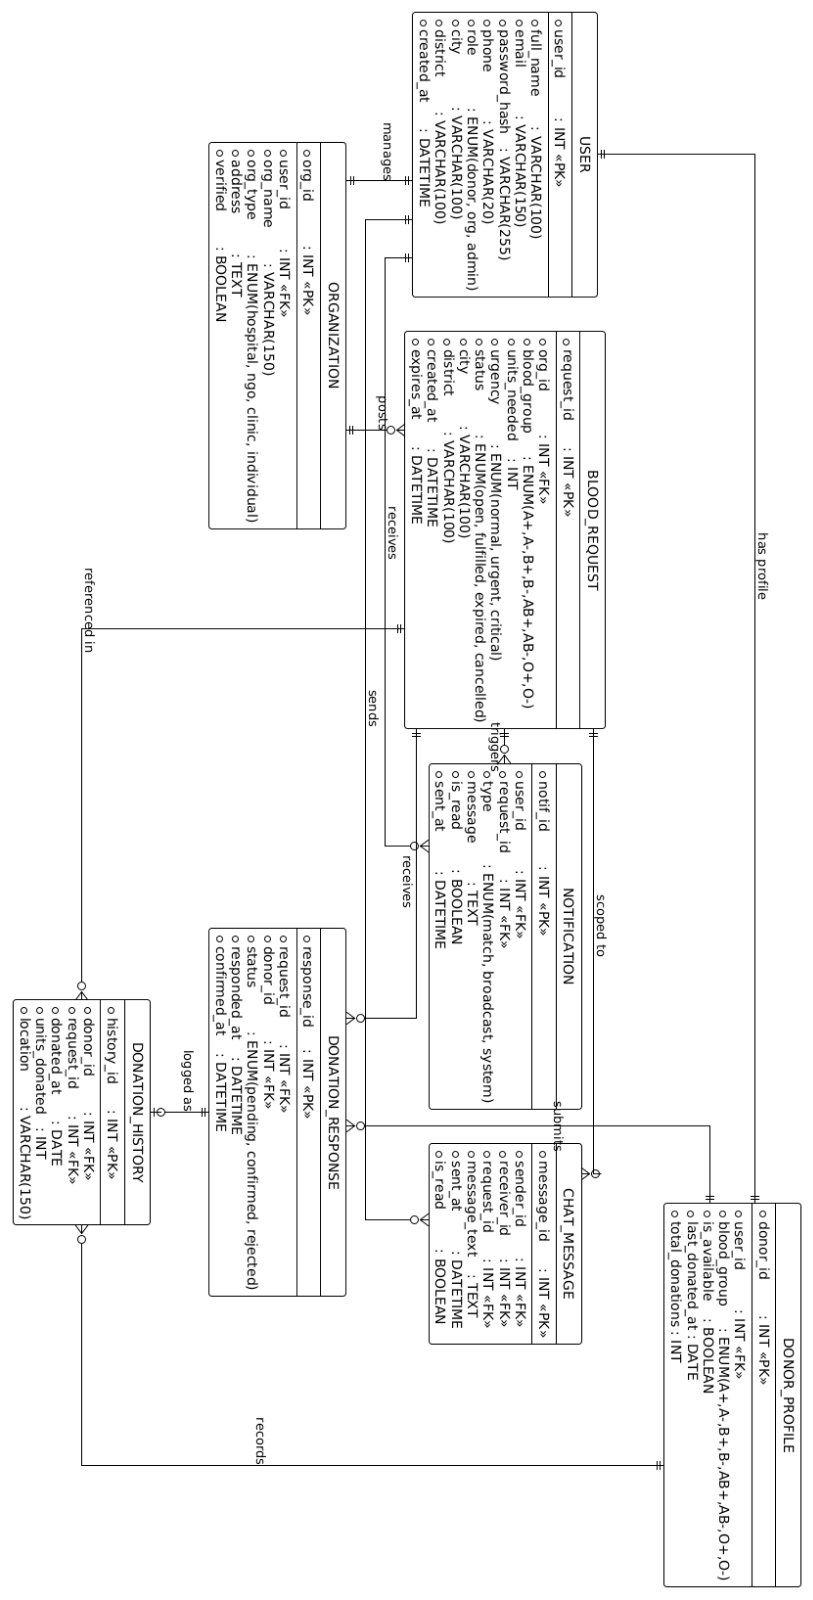 USER
user_id : INT «PK»
full_name : VARCHAR(100)
email : VARCHAR(150)
password_hash : VARCHAR(255)
phone : VARCHAR(20)
role : ENUM(donor, org, admin)
city : VARCHAR(100)
district : VARCHAR(100)
created_at : DATETIME
has profile
manages
ORGANIZATION
org_id : INT «PK»
user_id : INT «FK»
org_name : VARCHAR(150)
org_type : ENUM(hospital, ngo, clinic, individual)
address : TEXT
verified : BOOLEAN
posts
receives
sends
BLOOD_REQUEST
request_id : INT «PK»
org_id : INT «FK»
blood_group : ENUM(A+,A-,B+,B-,AB+,AB-,O+,O-)
units_needed : INT
urgency : ENUM(normal, urgent, critical)
status : ENUM(open, fulfilled, expired, cancelled)
city : VARCHAR(100)
district : VARCHAR(100)
created_at : DATETIME
expires_at : DATETIME
referenced in
triggers
receives
scoped to
NOTIFICATION
notif_id : INT «PK»
user_id : INT «FK»
request_id : INT «FK»
type : ENUM(match, broadcast, system)
message : TEXT
is_read : BOOLEAN
sent_at : DATETIME
submits
DONATION_RESPONSE
response_id : INT «PK»
request_id : INT «FK»
donor_id : INT «FK»
status : ENUM(pending, confirmed, rejected)
responded_at : DATETIME
confirmed_at : DATETIME
logged as
DONATION_HISTORY
history_id : INT «PK»
donor_id : INT «FK»
request_id : INT «FK»
donated_at : DATE
units_donated : INT
location : VARCHAR(150)
CHAT_MESSAGE
message_id : INT «PK»
sender_id : INT «FK»
receiver_id : INT «FK»
request_id : INT «FK»
message_text : TEXT
sent_at : DATETIME
is_read : BOOLEAN
records
DONOR_PROFILE
donor_id : INT «PK»
user_id : INT «FK»
blood_group : ENUM(A+,A-,B+,B-,AB+,AB-,O+,O-)
is_available : BOOLEAN
last_donated_at : DATE
total_donations : INT